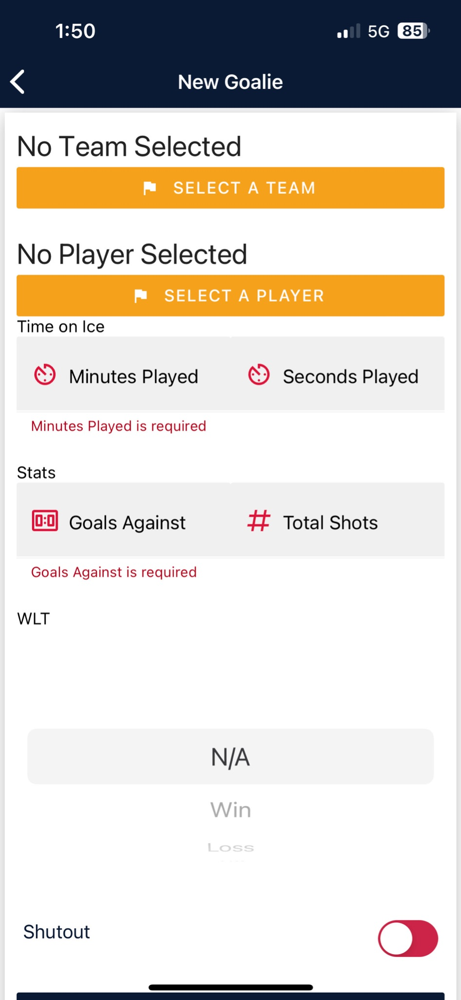 1:50
5G 85
New Goalie
No Team Selected
SELECT A TEAM
No Player Selected
SELECT A PLAYER
Time on Ice
Minutes Played Seconds Played
Minutes Played is required
Stats
0:0 Goals Against # Total Shots
Goals Against is required
WLT
N/A
Win
Loss
Shutout